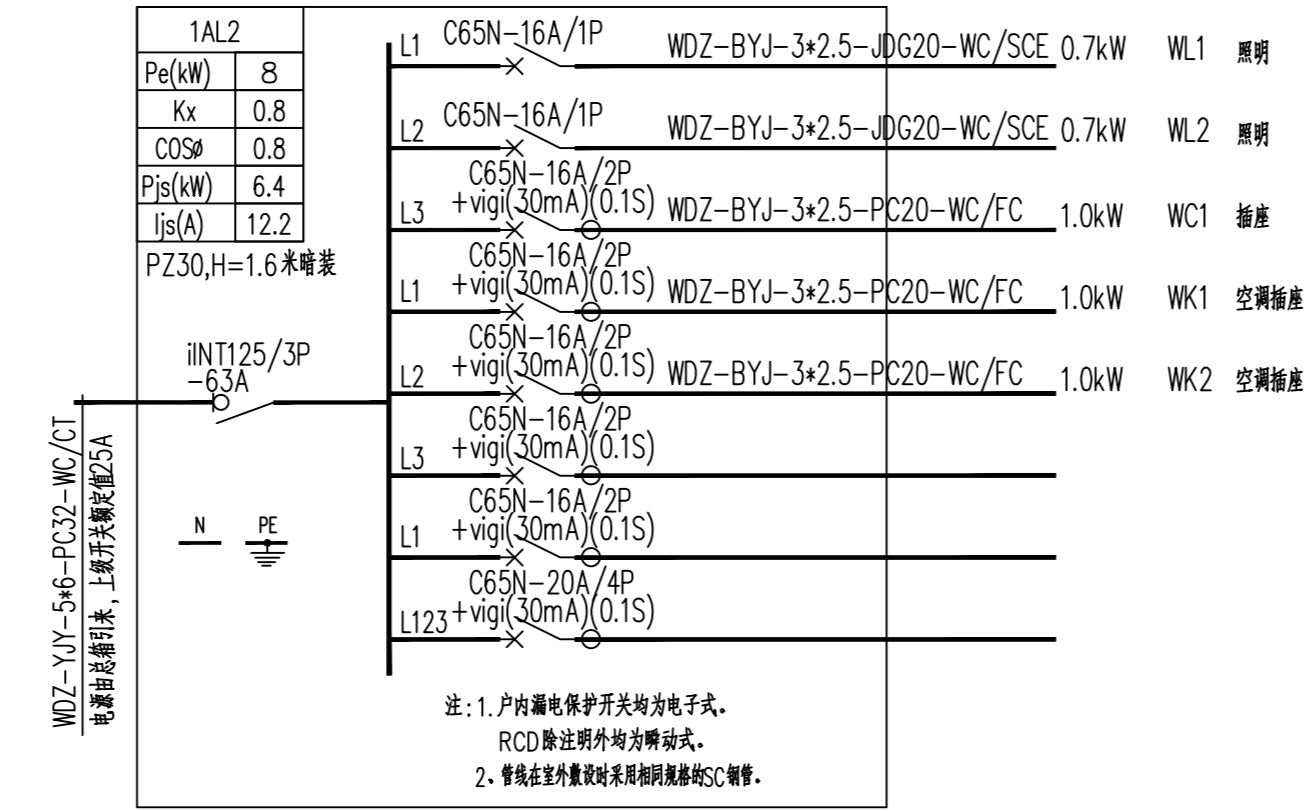 1AL2
Pe(kW) 8
Kx 0.8
COSø 0.8
Pjs(kW) 6.4
Ijs(A) 12.2
PZ30,H=1.6米暗装
iINT125/3P
-63A
WDZ-YJY-5*6-PC32-WC/CT
电源由总箱引来，上级开关额定值25A
N PE
L1 C65N-16A/1P WDZ-BYJ-3*2.5-JDG20-WC/SCE 0.7kW WL1 照明
L2 C65N-16A/1P WDZ-BYJ-3*2.5-JDG20-WC/SCE 0.7kW WL2 照明
C65N-16A/2P
L3 +vigi(30mA)(0.1S) WDZ-BYJ-3*2.5-PC20-WC/FC 1.0kW WC1 插座
C65N-16A/2P
L1 +vigi(30mA)(0.1S) WDZ-BYJ-3*2.5-PC20-WC/FC 1.0kW WK1 空调插座
C65N-16A/2P
L2 +vigi(30mA)(0.1S) WDZ-BYJ-3*2.5-PC20-WC/FC 1.0kW WK2 空调插座
C65N-16A/2P
L3 +vigi(30mA)(0.1S)
C65N-16A/2P
L1 +vigi(30mA)(0.1S)
C65N-20A/4P
L123 +vigi(30mA)(0.1S)
注:1.户内漏电保护开关均为电子式。
RCD除注明外均为瞬动式。
2、管线在室外敷设时采用相同规格的SC钢管。